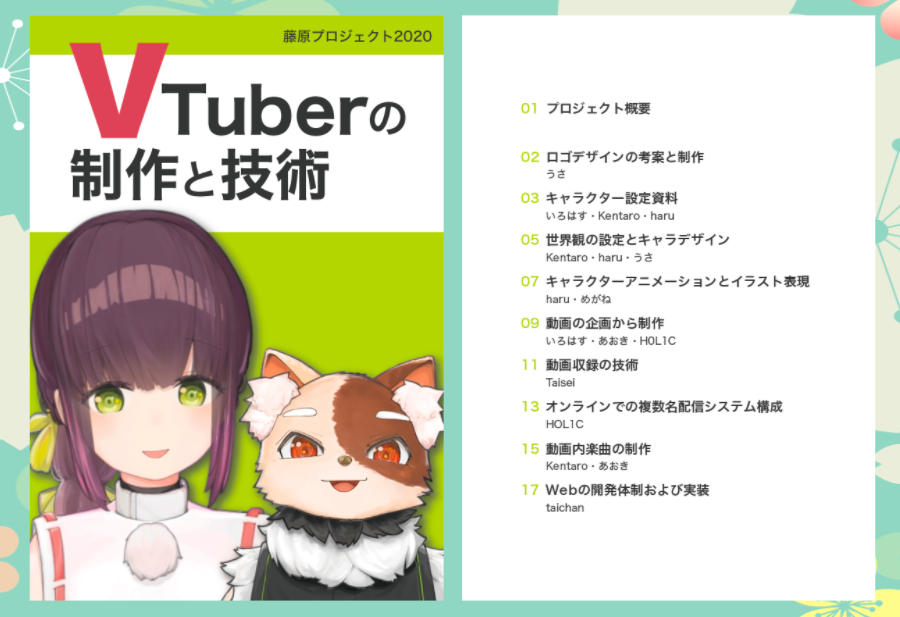 藤原プロジェクト2020
VTuberの
制作と技術
01 プロジェクト概要
02 ロゴデザインの考案と制作
うさ
03 キャラクター設定資料
いろはす・Kentaro・haru
05 世界観の設定とキャラデザイン
Kentaro・haru・うさ
07 キャラクターアニメーションとイラスト表現
haru・めがね
09 動画の企画から制作
いろはす・あおき・H0L1C
11 動画収録の技術
Taisei
13 オンラインでの複数名配信システム構成
H0L1C
15 動画内楽曲の制作
Kentaro・あおき
17 Webの開発体制および実装
taichan